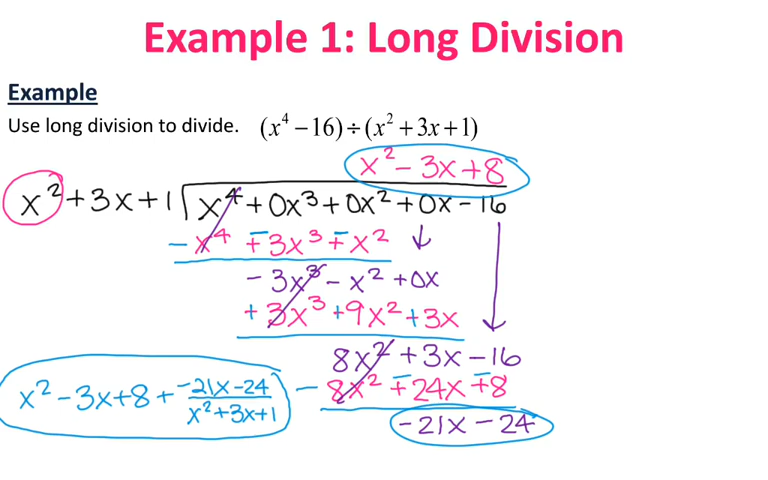 Example 1: Long Division
Example
Use long division to divide. (x⁴ − 16) ÷ (x² + 3x + 1)
x² − 3x + 8
x² + 3x + 1 ) x⁴ + 0x³ + 0x² + 0x − 16
− x⁴ ∓ 3x³ ∓ x² ↓
− 3x³ − x² + 0x
+ 3x³ + 9x² + 3x
8x² + 3x − 16
− 8x² ∓ 24x ∓ 8
− 21x − 24
x² − 3x + 8 + (−21x − 24)/(x² + 3x + 1)